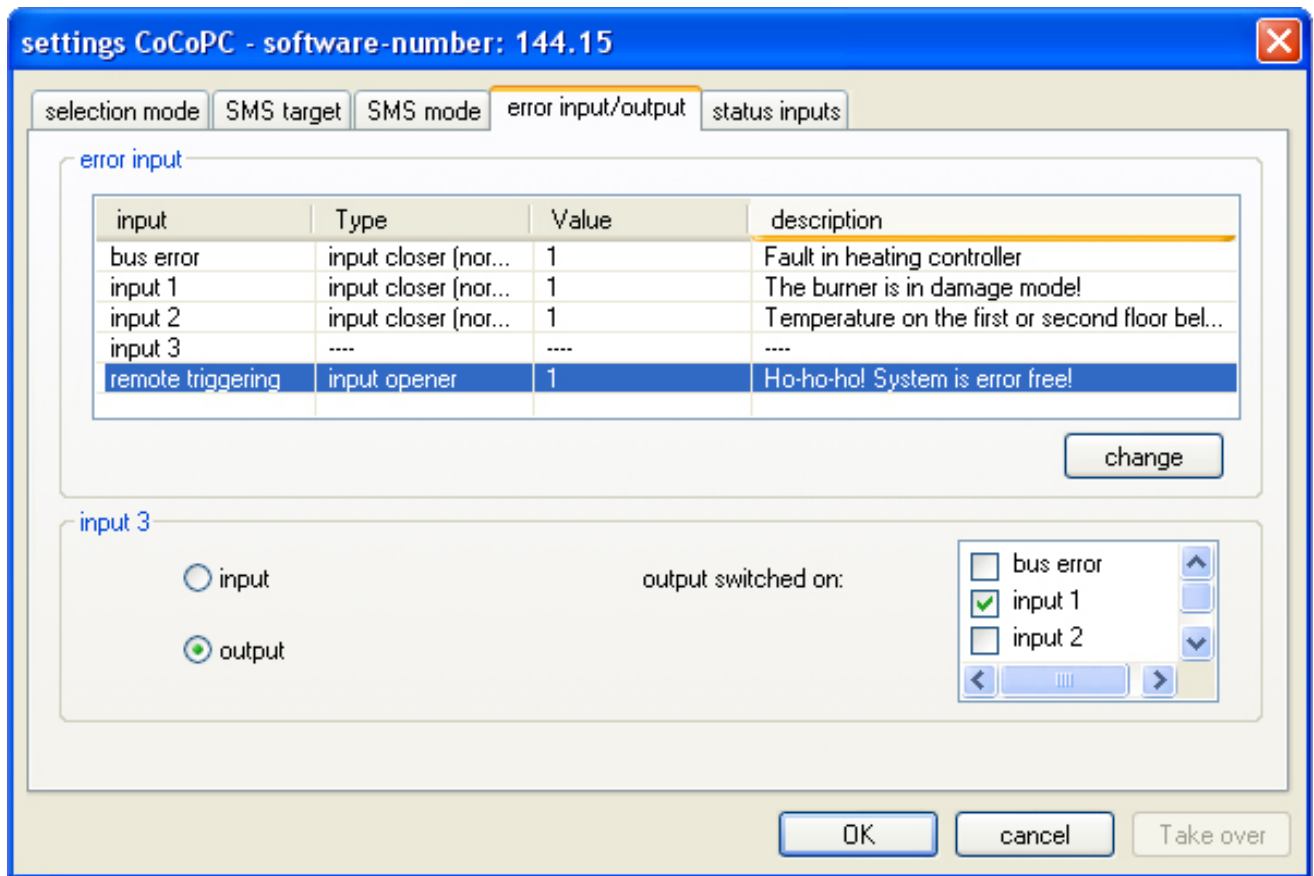 settings CoCoPC - software-number: 144.15
selection mode SMS target SMS mode error input/output status inputs
error input
input Type Value description
bus error input closer (nor... 1 Fault in heating controller
input 1 input closer (nor... 1 The burner is in damage mode!
input 2 input closer (nor... 1 Temperature on the first or second floor bel...
input 3 ---- ---- ----
remote triggering input opener 1 Ho-ho-ho! System is error free!
change
input 3
input output switched on: bus error
input 1
output input 2
OK cancel Take over